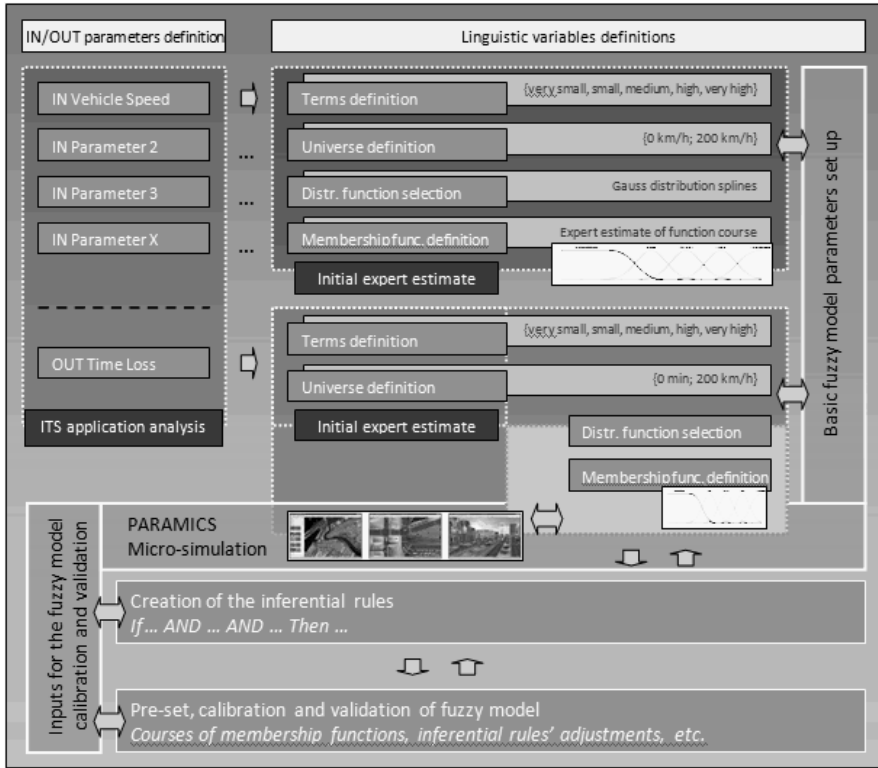 IN/OUT parameters definition
Linguistic variables definitions
IN Vehicle Speed
IN Parameter 2
...
IN Parameter 3
...
IN Parameter X
...
OUT Time Loss
ITS application analysis
Terms definition
{very small, small, medium, high, very high}
Universe definition
{0 km/h; 200 km/h}
Distr. function selection
Gauss distribution splines
Membership func. definition
Expert estimate of function course
Initial expert estimate
Terms definition
{very small, small, medium, high, very high}
Universe definition
{0 min; 200 km/h}
Initial expert estimate
Distr. function selection
Membership func. definition
Basic fuzzy model parameters set up
PARAMICS
Micro-simulation
Inputs for the fuzzy model
calibration and validation
Creation of the inferential rules
If ... AND ... AND ... Then ...
Pre-set, calibration and validation of fuzzy model
Courses of membership functions, inferential rules' adjustments, etc.